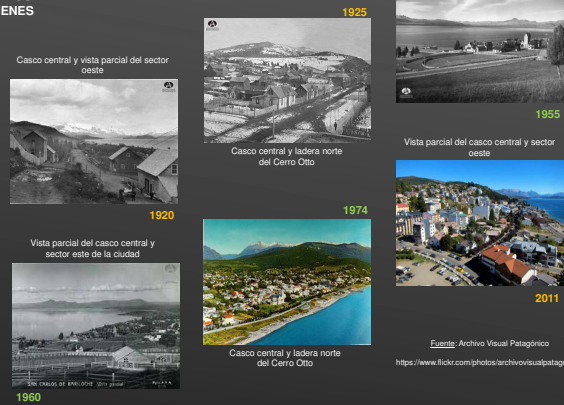 ENES
Casco central y vista parcial del sector
oeste
1920
Vista parcial del casco central y
sector este de la ciudad
SAN CARLOS DE BARILOCHE
1960
1925
Casco central y ladera norte
del Cerro Otto
1974
Casco central y ladera norte
del Cerro Otto
1955
Vista parcial del casco central y sector
oeste
2011
Fuente: Archivo Visual Patagónico
https://www.flickr.com/photos/archivovisualpatag